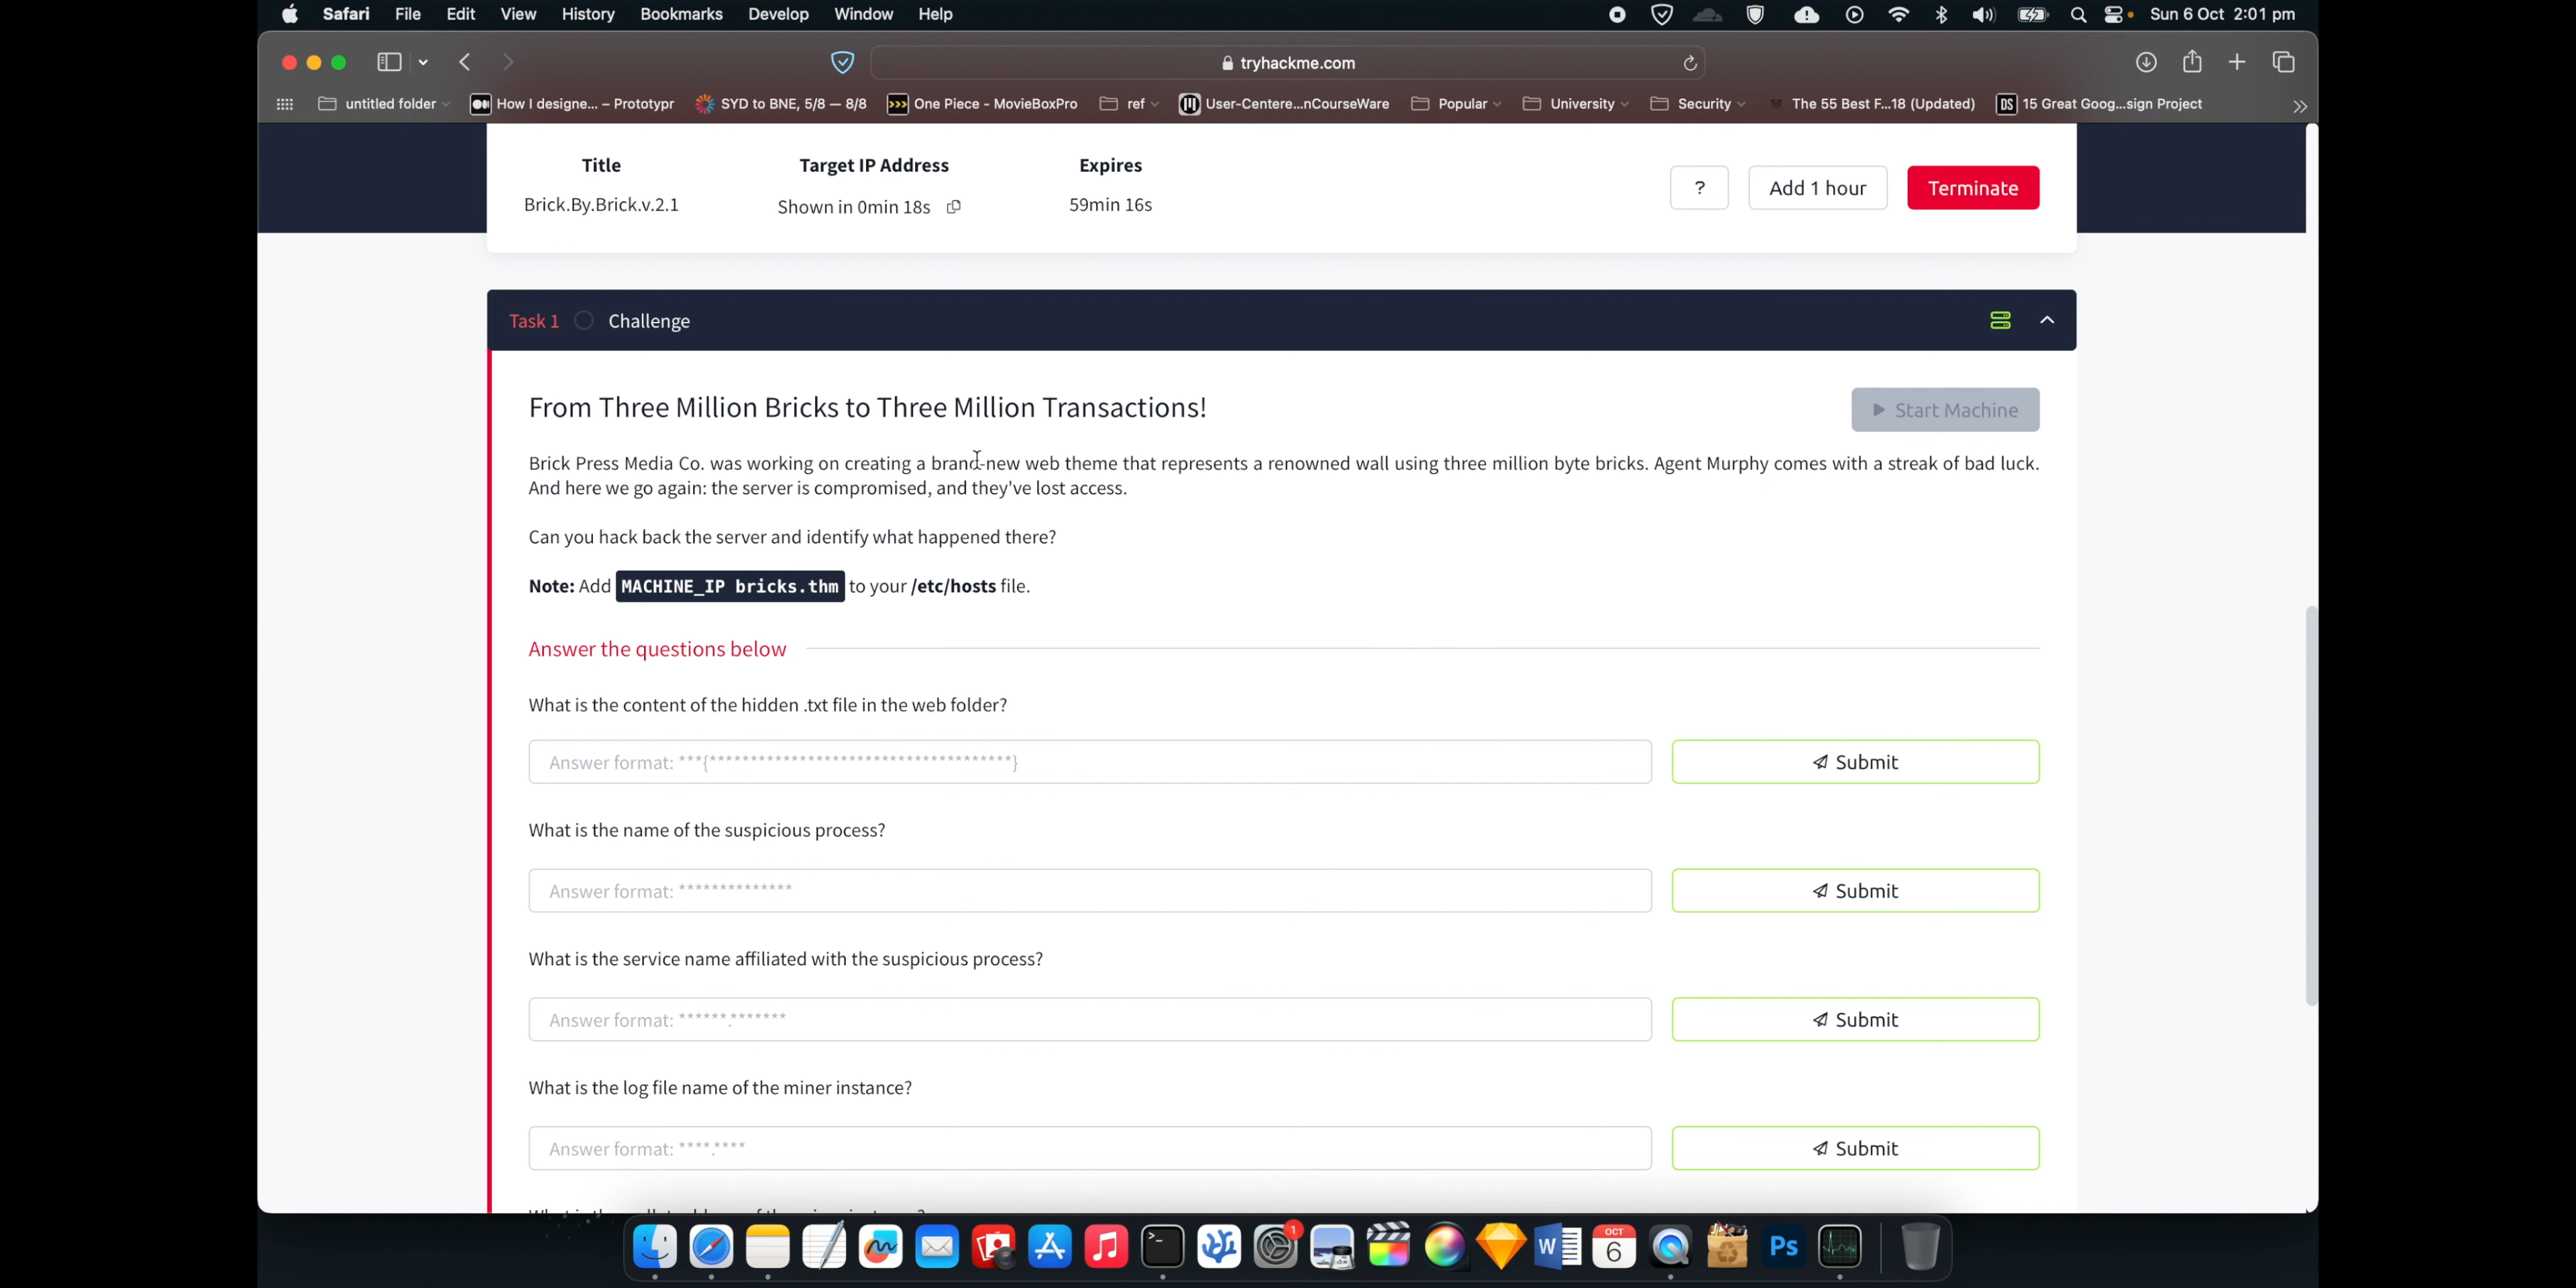 Safari File Edit View History Bookmarks Develop Window Help Sun 6 Oct 2:01 pm
tryhackme.com
untitled folder How I designe... – Prototypr SYD to BNE, 5/8 — 8/8 One Piece - MovieBoxPro ref User-Centere...nCourseWare Popular University Security The 55 Best F...18 (Updated) DS 15 Great Goog...sign Project
Title Target IP Address Expires
Brick.By.Brick.v.2.1 Shown in 0min 18s 59min 16s ? Add 1 hour Terminate
Task 1 Challenge
From Three Million Bricks to Three Million Transactions! Start Machine
Brick Press Media Co. was working on creating a brand-new web theme that represents a renowned wall using three million byte bricks. Agent Murphy comes with a streak of bad luck.
And here we go again: the server is compromised, and they've lost access.
Can you hack back the server and identify what happened there?
Note: Add MACHINE_IP bricks.thm to your /etc/hosts file.
Answer the questions below
What is the content of the hidden .txt file in the web folder?
Answer format: ***{*************************************} Submit
What is the name of the suspicious process?
Answer format: ************** Submit
What is the service name affiliated with the suspicious process?
Answer format: ******.******* Submit
What is the log file name of the miner instance?
Answer format: ****.**** Submit
1 W OCT 6 Ps